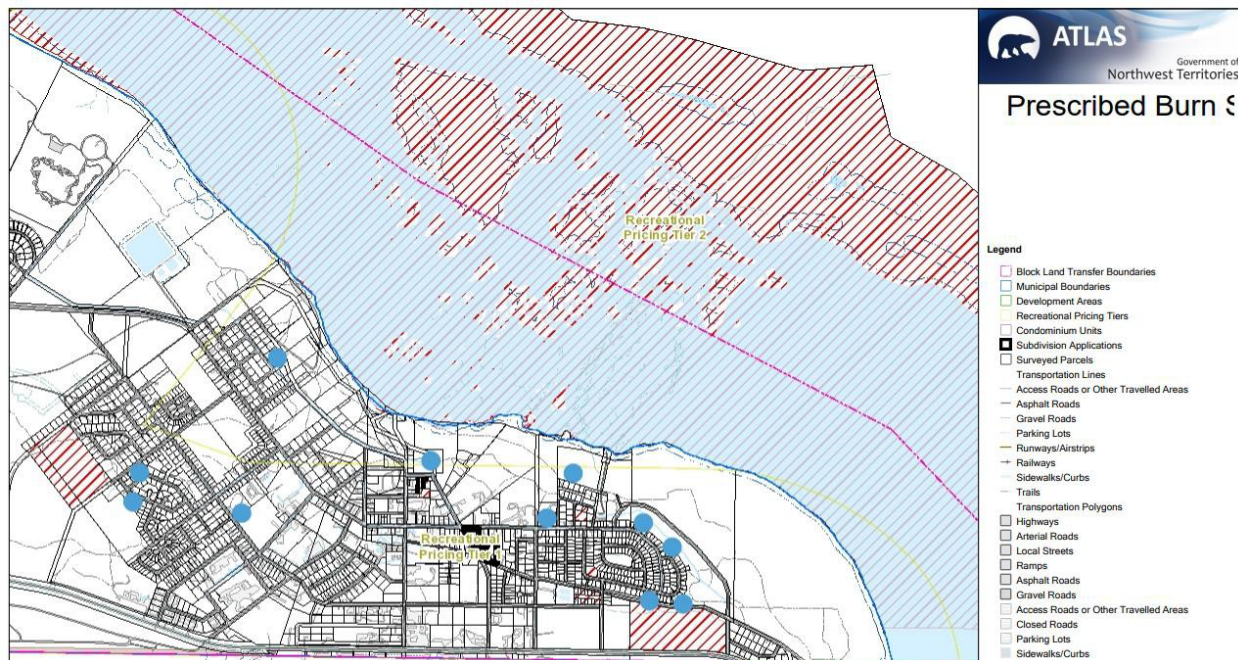 ATLAS
Government of
Northwest Territories
Prescribed Burn
Recreational
Pricing Tier 2
Recreational
Pricing Tier
Legend
Block Land Transfer Boundaries
Municipal Boundaries
Development Areas
Recreational Pricing Tiers
Condominium Units
Subdivision Applications
Surveyed Parcels
Transportation Lines
Access Roads or Other Travelled Areas
Asphalt Roads
Gravel Roads
Parking Lots
Runways/Airstrips
Railways
Sidewalks/Curbs
Trails
Transportation Polygons
Highways
Arterial Roads
Local Streets
Ramps
Asphalt Roads
Gravel Roads
Access Roads or Other Travelled Areas
Closed Roads
Parking Lots
Sidewalks/Curbs